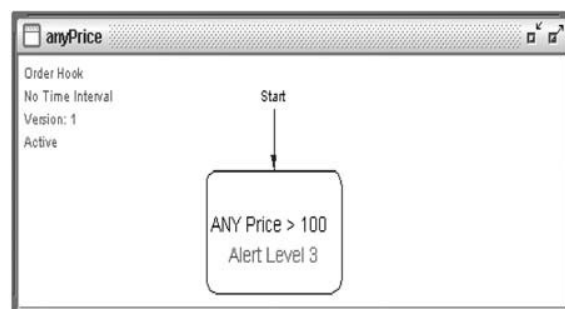 anyPrice
Order Hook
No Time Interval
Version: 1
Active
Start
ANY Price > 100
Alert Level 3